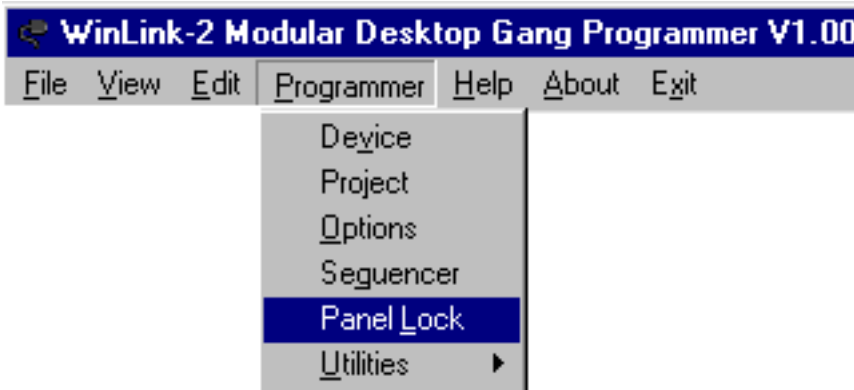 WinLink-2 Modular Desktop Gang Programmer V1.00
File View Edit Programmer Help About Exit
Device
Project
Options
Seguencer
Panel Lock
Utilities